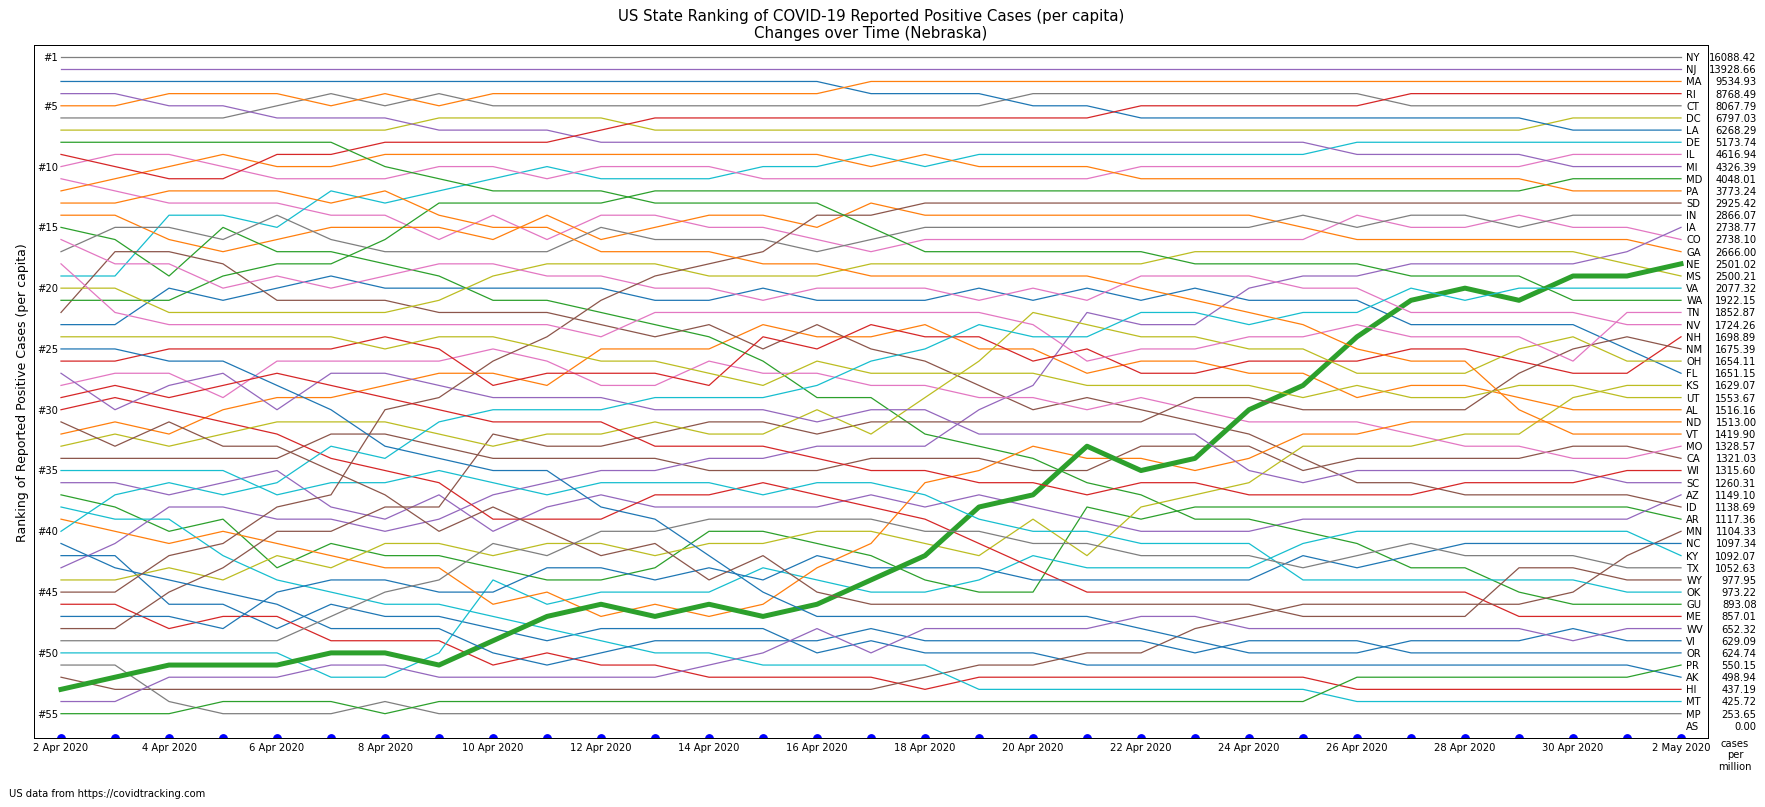 US State Ranking of COVID-19 Reported Positive Cases (per capita)
Changes over Time (Nebraska)
Ranking of Reported Positive Cases (per capita)
#1
#5
#10
#15
#20
#25
#30
#35
#40
#45
#50
#55
NY 16088.42
NJ 13928.66
MA 9534.93
RI 8768.49
CT 8067.79
DC 6797.03
LA 6268.29
DE 5173.74
IL 4616.94
MI 4326.39
MD 4048.01
PA 3773.24
SD 2925.42
IN 2866.07
IA 2738.77
CO 2738.10
GA 2666.00
NE 2501.02
MS 2500.21
VA 2077.32
WA 1922.15
TN 1852.87
NV 1724.26
NH 1698.89
NM 1675.39
OH 1654.11
FL 1651.15
KS 1629.07
UT 1553.67
AL 1516.16
ND 1513.00
VT 1419.90
MO 1328.57
CA 1321.03
WI 1315.60
SC 1260.31
AZ 1149.10
ID 1138.69
AR 1117.36
MN 1104.33
NC 1097.34
KY 1092.07
TX 1052.63
WY 977.95
OK 973.22
GU 893.08
ME 857.01
WV 652.32
VI 629.09
OR 624.74
PR 550.15
AK 498.94
HI 437.19
MT 425.72
MP 253.65
AS 0.00
2 Apr 2020 4 Apr 2020 6 Apr 2020 8 Apr 2020 10 Apr 2020 12 Apr 2020 14 Apr 2020 16 Apr 2020 18 Apr 2020 20 Apr 2020 22 Apr 2020 24 Apr 2020 26 Apr 2020 28 Apr 2020 30 Apr 2020 2 May 2020
cases
per
million
US data from https://covidtracking.com